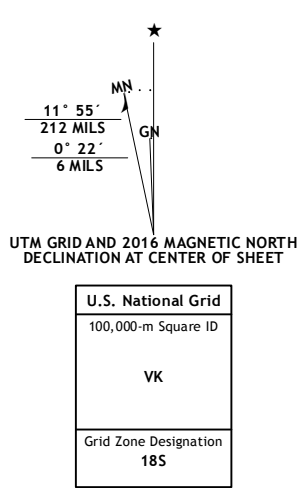 ★
MN
11° 55´
212 MILS
GN
0° 22´
6 MILS
UTM GRID AND 2016 MAGNETIC NORTH
DECLINATION AT CENTER OF SHEET
U.S. National Grid
100,000-m Square ID
VK
Grid Zone Designation
18S